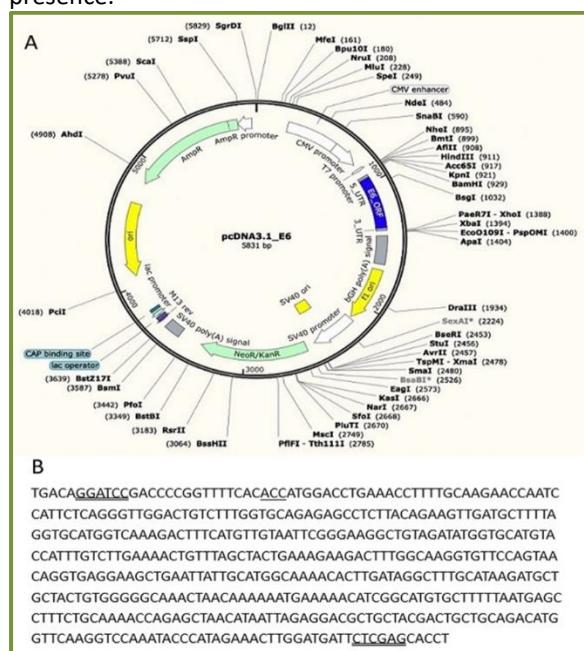 presence.
A
(5829) SgrDI
BglII (12)
(5712) SspI
MfeI (161)
Bpu10I (180)
NruI (208)
MluI (228)
SpeI (249)
(5388) ScaI
(5278) PvuI
CMV enhancer
NdeI (484)
SnaBI (590)
(4908) AhdI
NheI (895)
BmtI (899)
AflII (908)
HindIII (911)
Acc65I (917)
KpnI (921)
BamHI (929)
BsgI (1032)
PaeR7I - XhoI (1388)
XbaI (1394)
EcoO109I - PspOMI (1400)
ApaI (1404)
AmpR promoter
AmpR
5000
CMV promoter
T7 promoter
1000
5_UTR
E6_ORF
3_UTR
bGH poly(A) signal
f1 ori
2000
pcDNA3.1_E6
5831 bp
ori
lac promoter
4000
M13 rev
SV40 poly(A) signal
SV40 ori
SV40 promoter
NeoR/KanR
3000
(4018) PciI
CAP binding site
lac operator
(3639) BstZ17I
(3587) BsmI
(3442) PfoI
(3349) BstBI
(3183) RsrII
(3064) BssHII
DraIII (1934)
SexAI* (2224)
BseRI (2453)
StuI (2456)
AvrII (2457)
TspMI - XmaI (2478)
SmaI (2480)
BsaBI* (2526)
EagI (2573)
KasI (2666)
NarI (2667)
SfoI (2668)
PluTI (2670)
MscI (2749)
PflFI - Tth111I (2785)
B
TGACAGGATCCGACCCCGGTTTTCACACCATGGACCTGAAACCTTTTGCAAGAACCAATC
CATTCTCAGGGTTGGACTGTCTTTGGTGCAGAGAGCCTCTTACAGAAGTTGATGCTTTTA
GGTGCATGGTCAAAGACTTTCATGTTGTAATTCGGGAAGGCTGTAGATATGGTGCATGTA
CCATTTGTCTTGAAAACTGTTTAGCTACTGAAAGAAGACTTTGGCAAGGTGTTCCAGTAA
CAGGTGAGGAAGCTGAATTATTGCATGGCAAAACACTTGATAGGCTTTGCATAAGATGCT
GCTACTGTGGGGGCAAACTAACAAAAAATGAAAAACATCGGCATGTGCTTTTTAATGAGC
CTTTCTGCAAAACCAGAGCTAACATAATTAGAGGACGCTGCTACGACTGCTGCAGACATG
GTTCAAGGTCCAAATACCCATAGAAACTTGGATGATTCTCGAGCACCT